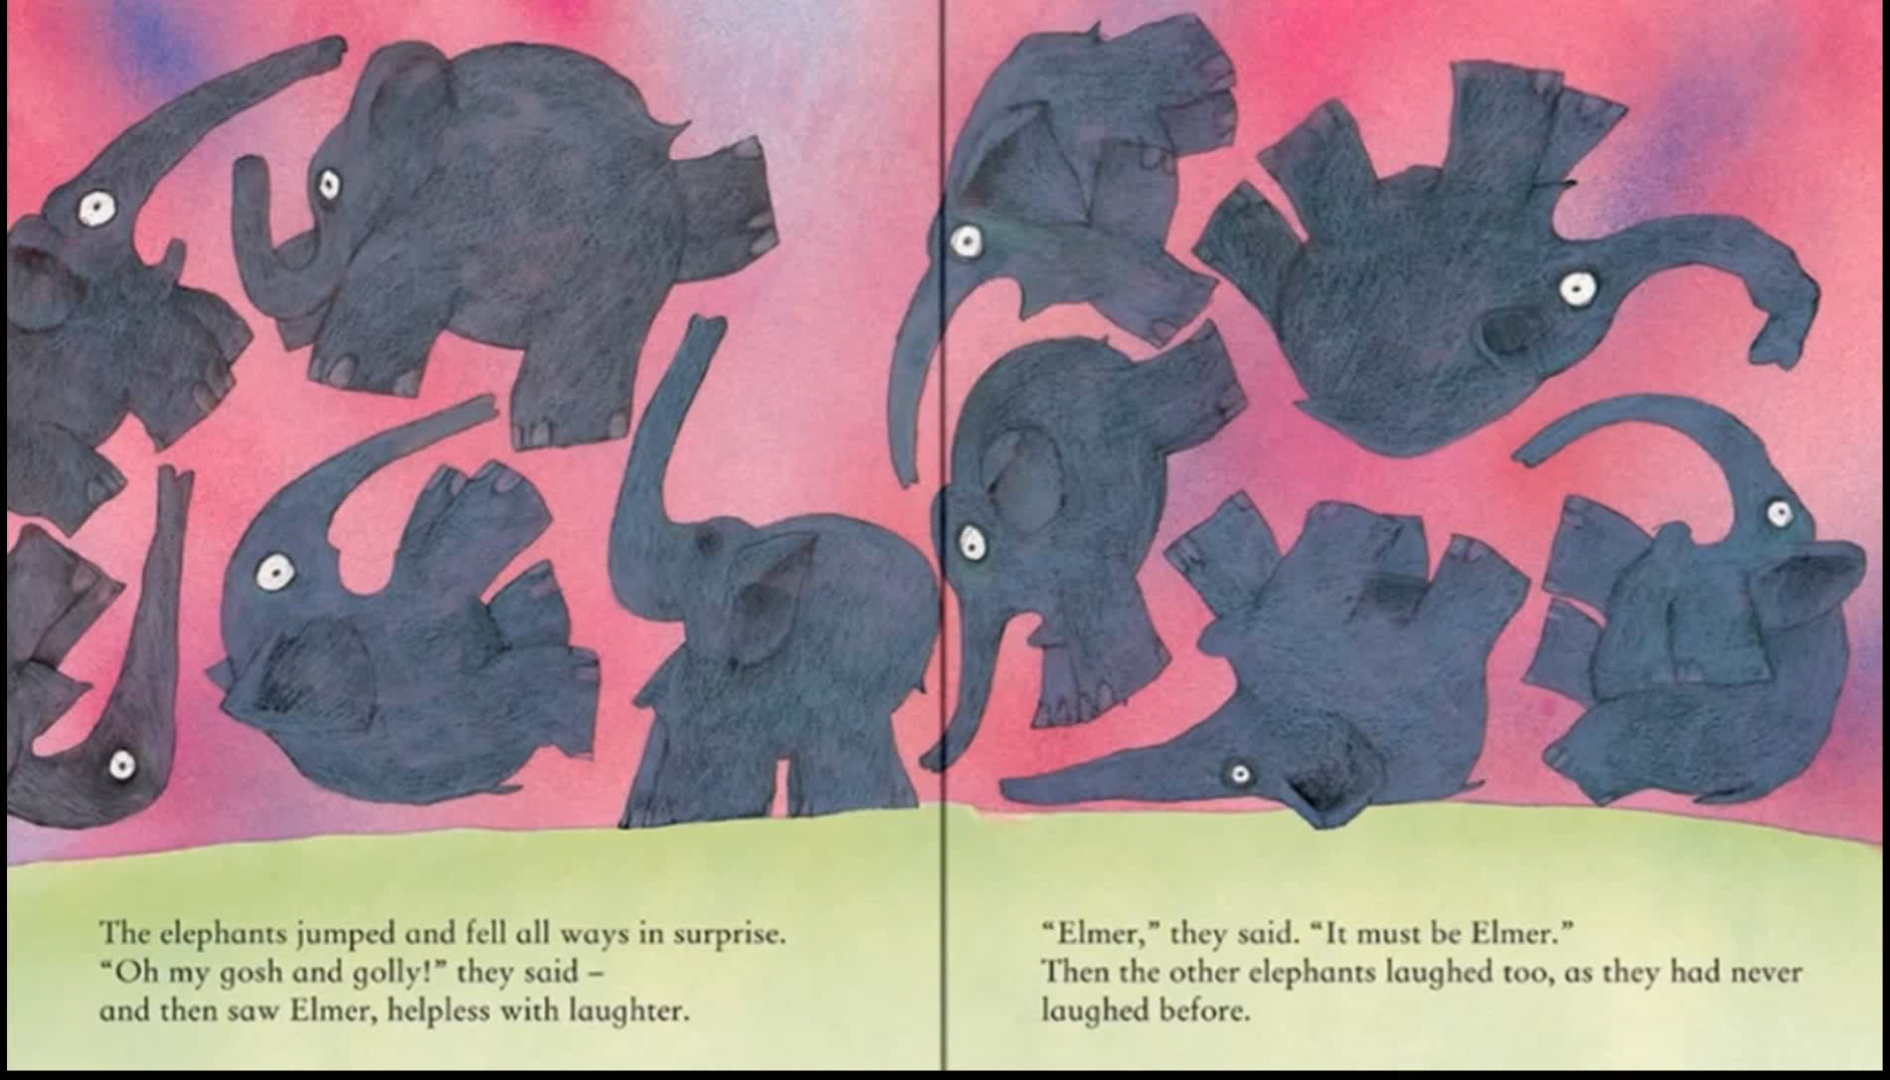 The elephants jumped and fell all ways in surprise.
“Oh my gosh and golly!” they said –
and then saw Elmer, helpless with laughter.
“Elmer,” they said. “It must be Elmer.”
Then the other elephants laughed too, as they had never
laughed before.